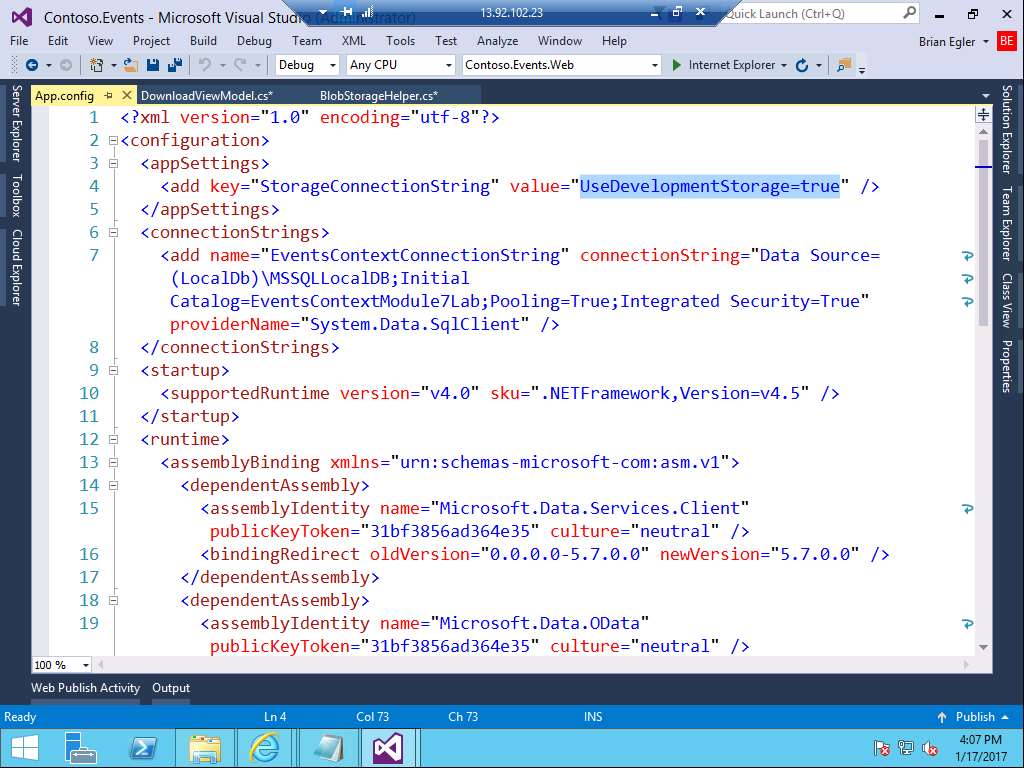 Contoso.Events - Microsoft Visual Studio (Administrator)
13.92.102.23
Quick Launch (Ctrl+Q)
File Edit View Project Build Debug Team XML Tools Test Analyze Window Help
Brian Egler
BE
Debug
Any CPU
Contoso.Events.Web
Internet Explorer
App.config
DownloadViewModel.cs*
BlobStorageHelper.cs*
Server Explorer
Toolbox
Cloud Explorer
1 <?xml version="1.0" encoding="utf-8"?>
2 <configuration>
3 <appSettings>
4 <add key="StorageConnectionString" value="UseDevelopmentStorage=true" />
5 </appSettings>
6 <connectionStrings>
7 <add name="EventsContextConnectionString" connectionString="Data Source=
(LocalDb)\MSSQLLocalDB;Initial
Catalog=EventsContextModule7Lab;Pooling=True;Integrated Security=True"
providerName="System.Data.SqlClient" />
8 </connectionStrings>
9 <startup>
10 <supportedRuntime version="v4.0" sku=".NETFramework,Version=v4.5" />
11 </startup>
12 <runtime>
13 <assemblyBinding xmlns="urn:schemas-microsoft-com:asm.v1">
14 <dependentAssembly>
15 <assemblyIdentity name="Microsoft.Data.Services.Client"
publicKeyToken="31bf3856ad364e35" culture="neutral" />
16 <bindingRedirect oldVersion="0.0.0.0-5.7.0.0" newVersion="5.7.0.0" />
17 </dependentAssembly>
18 <dependentAssembly>
19 <assemblyIdentity name="Microsoft.Data.OData"
publicKeyToken="31bf3856ad364e35" culture="neutral" />
Solution Explorer
Team Explorer
Class View
Properties
100 %
Web Publish Activity
Output
Ready
Ln 4
Col 73
Ch 73
INS
Publish
4:07 PM
1/17/2017